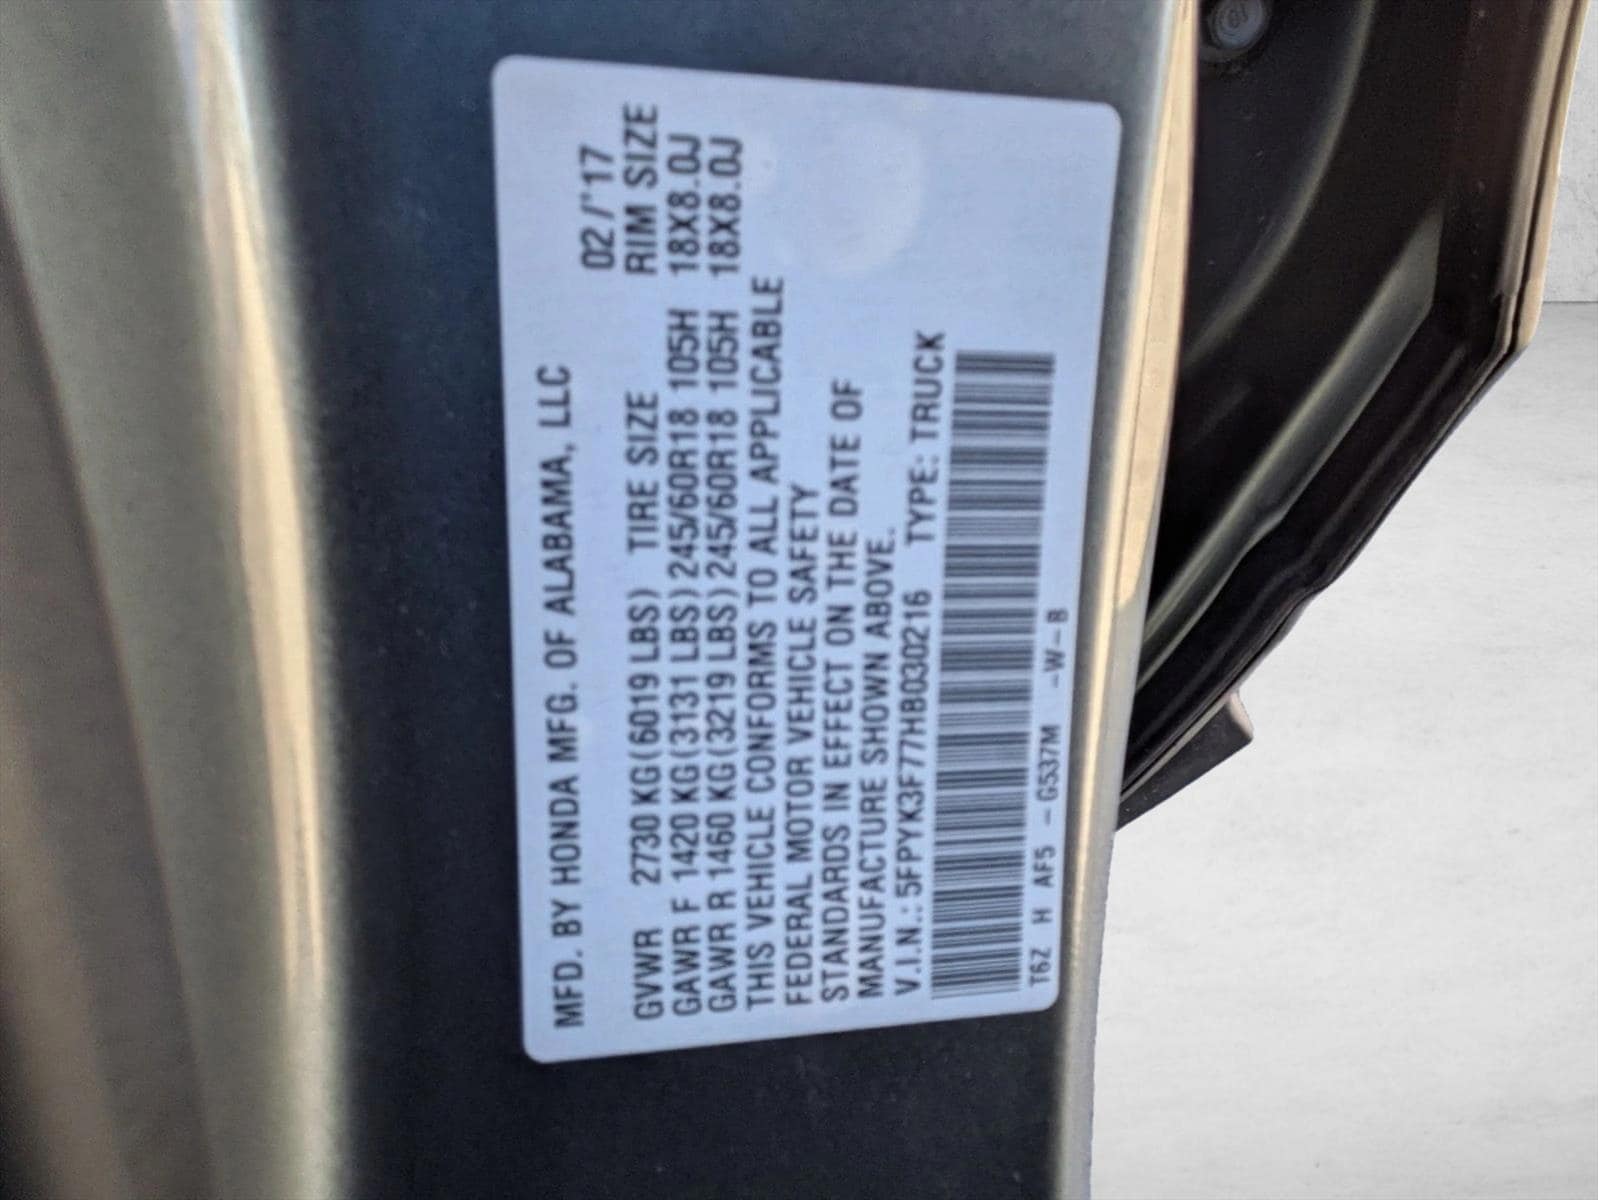 MFD. BY HONDA MFG. OF ALABAMA, LLC
02/'17
GVWR 2730 KG(6019 LBS) TIRE SIZE RIM SIZE
GAWR F 1420 KG(3131 LBS) 245/60R18 105H 18X8.0J
GAWR R 1460 KG(3219 LBS) 245/60R18 105H 18X8.0J
THIS VEHICLE CONFORMS TO ALL APPLICABLE
FEDERAL MOTOR VEHICLE SAFETY
STANDARDS IN EFFECT ON THE DATE OF
MANUFACTURE SHOWN ABOVE.
V.I.N.: 5FPYK3F77HB030216 TYPE: TRUCK
T6Z H AF5 - G537M -W-B